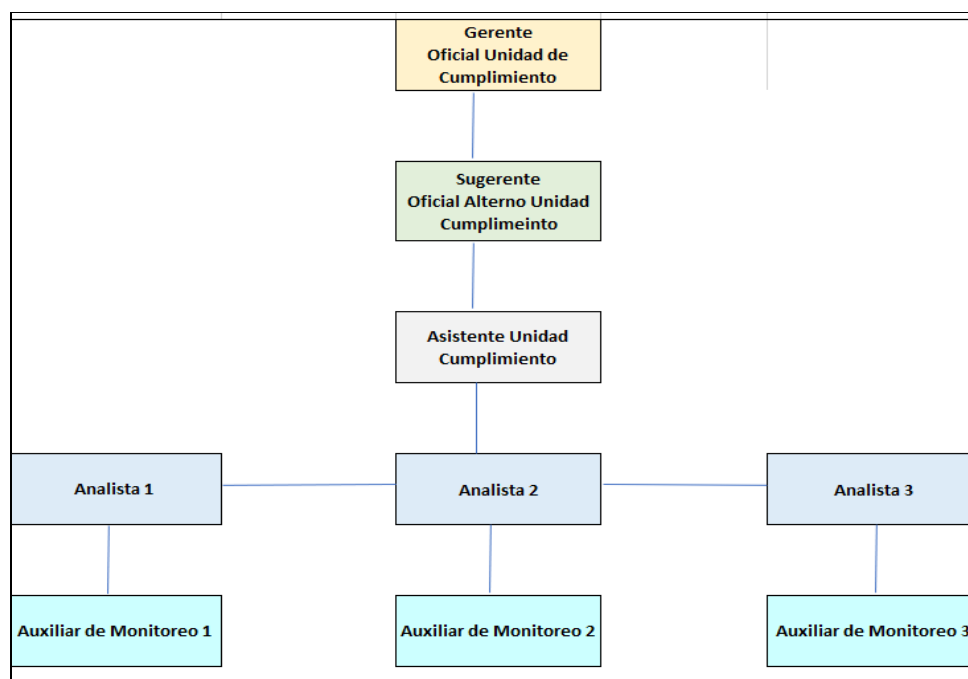 Gerente
Oficial Unidad de
Cumplimiento
Sugerente
Oficial Alterno Unidad
Cumplimeinto
Asistente Unidad
Cumplimiento
Analista 1
Analista 2
Analista 3
Auxiliar de Monitoreo 1
Auxiliar de Monitoreo 2
Auxiliar de Monitoreo 3